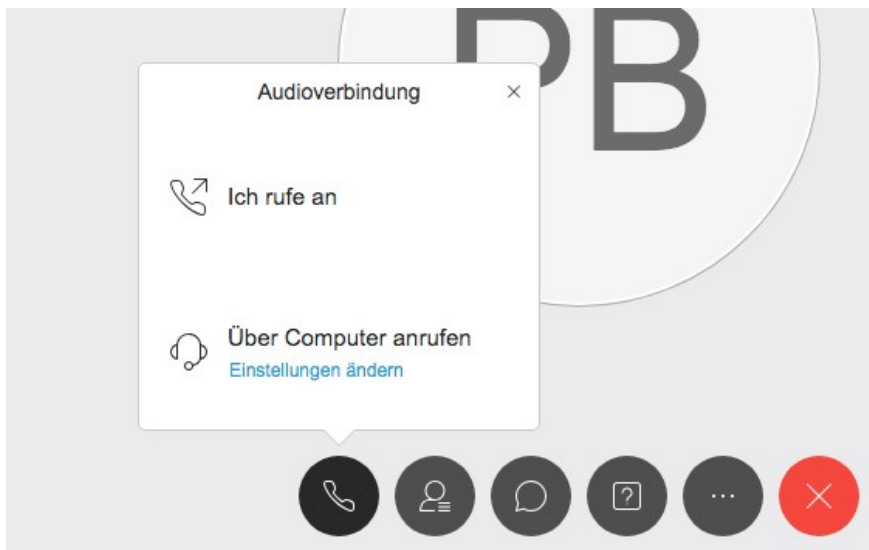 PB
Audioverbindung
Ich rufe an
Über Computer anrufen
Einstellungen ändern
?